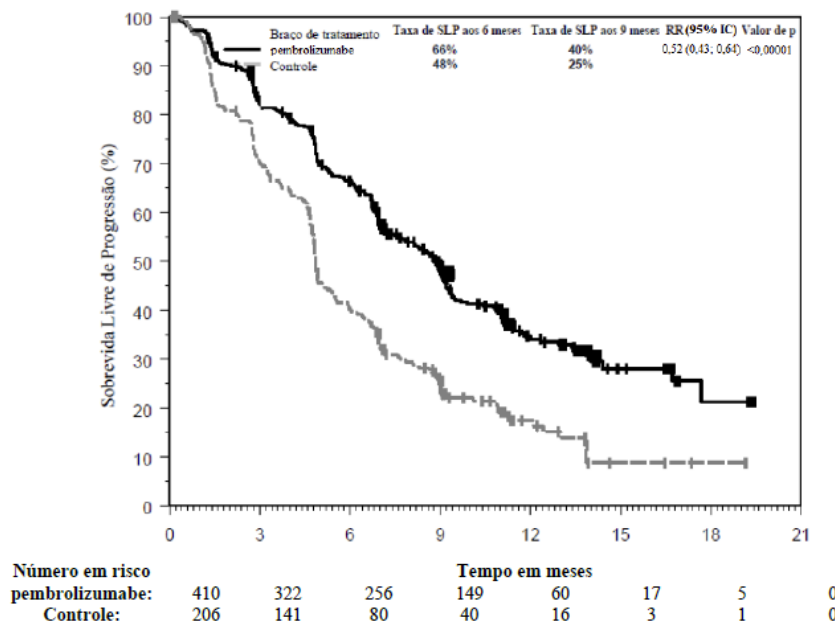 Braço de tratamento Taxa de SLP aos 6 meses Taxa de SLP aos 9 meses RR (95% IC) Valor de p
pembrolizumabe 66% 40% 0,52 (0,43; 0,64) <0,00001
Controle 48% 25%
Sobrevida Livre de Progressão (%)
100
90
80
70
60
50
40
30
20
10
0
0 3 6 9 12 15 18 21
Número em risco Tempo em meses
pembrolizumabe: 410 322 256 149 60 17 5 0
Controle: 206 141 80 40 16 3 1 0